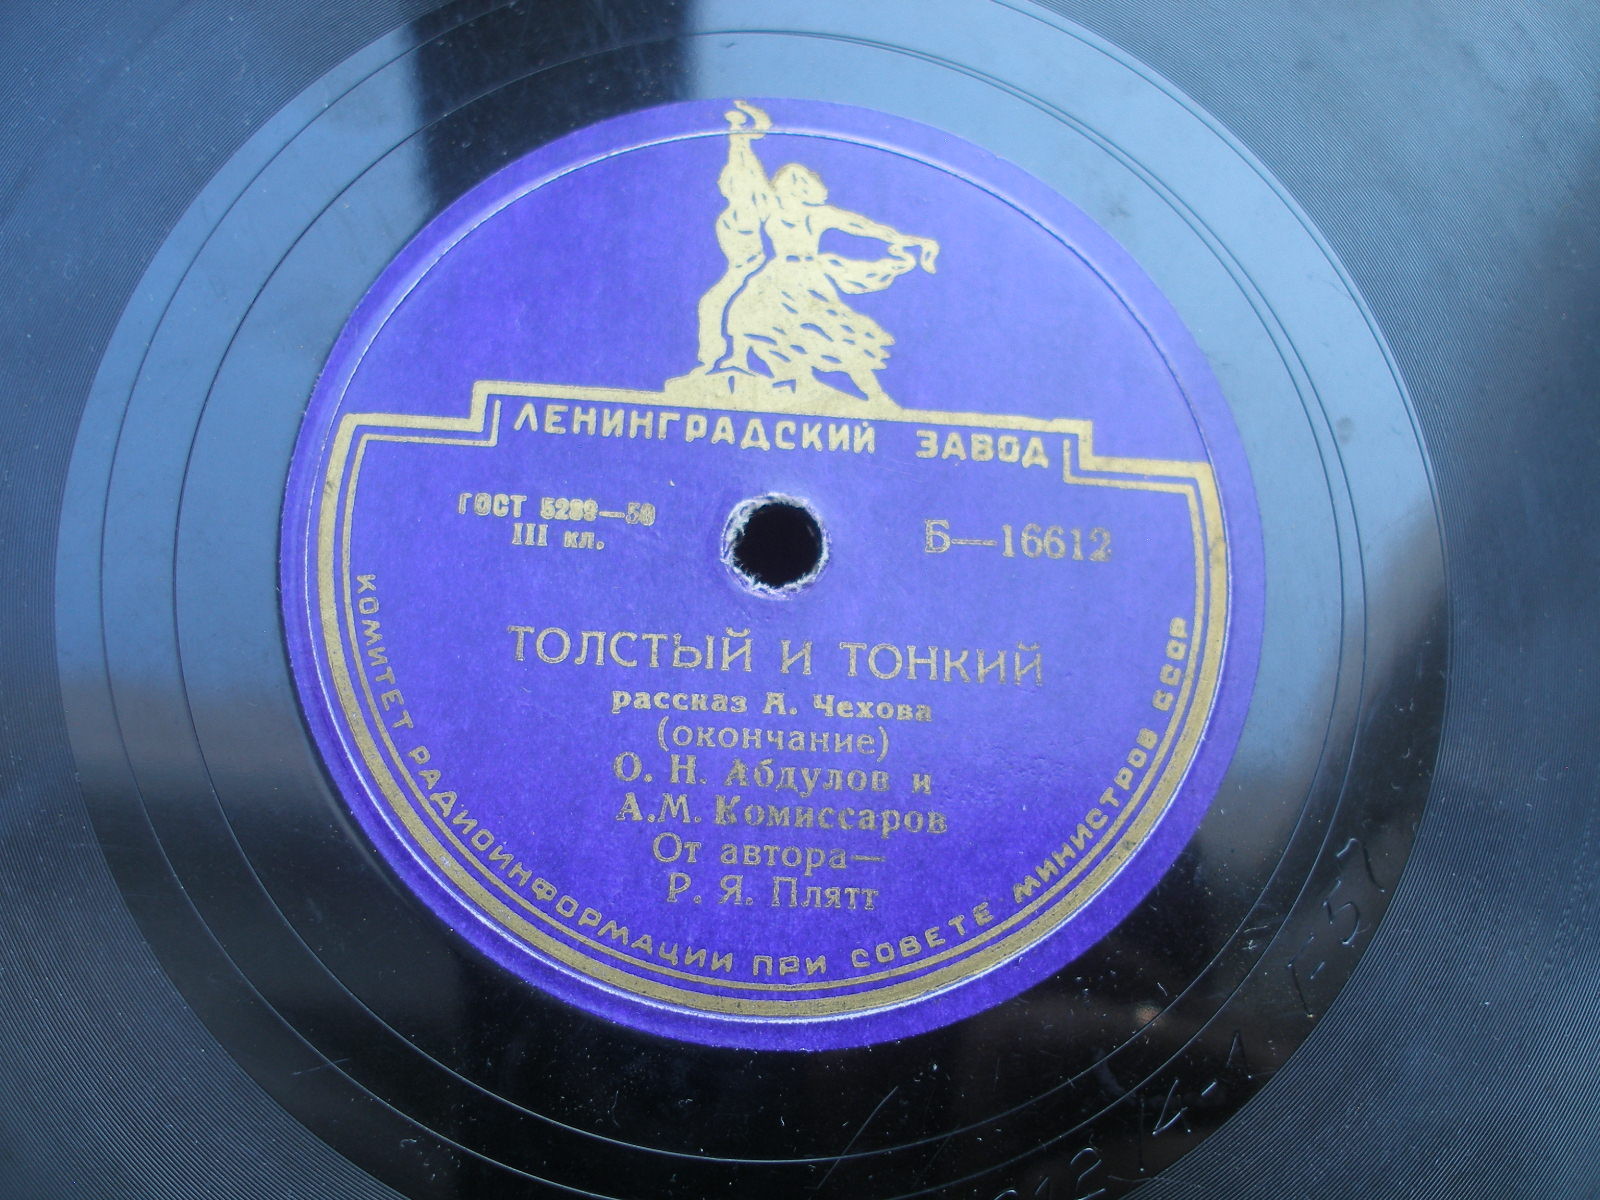 ЛЕНИНГРАДСКИЙ ЗАВОД
ГОСТ 5289—50
III кл.
Б—16612
ТОЛСТЫЙ И ТОНКИЙ
рассказ А. Чехова
(окончание)
О. Н. Абдулов и
А.М. Комиссаров
От автора—
Р. Я. Плятт
КОМИТЕТ РАДИОИНФОРМАЦИИ ПРИ СОВЕТЕ МИНИСТРОВ СССР